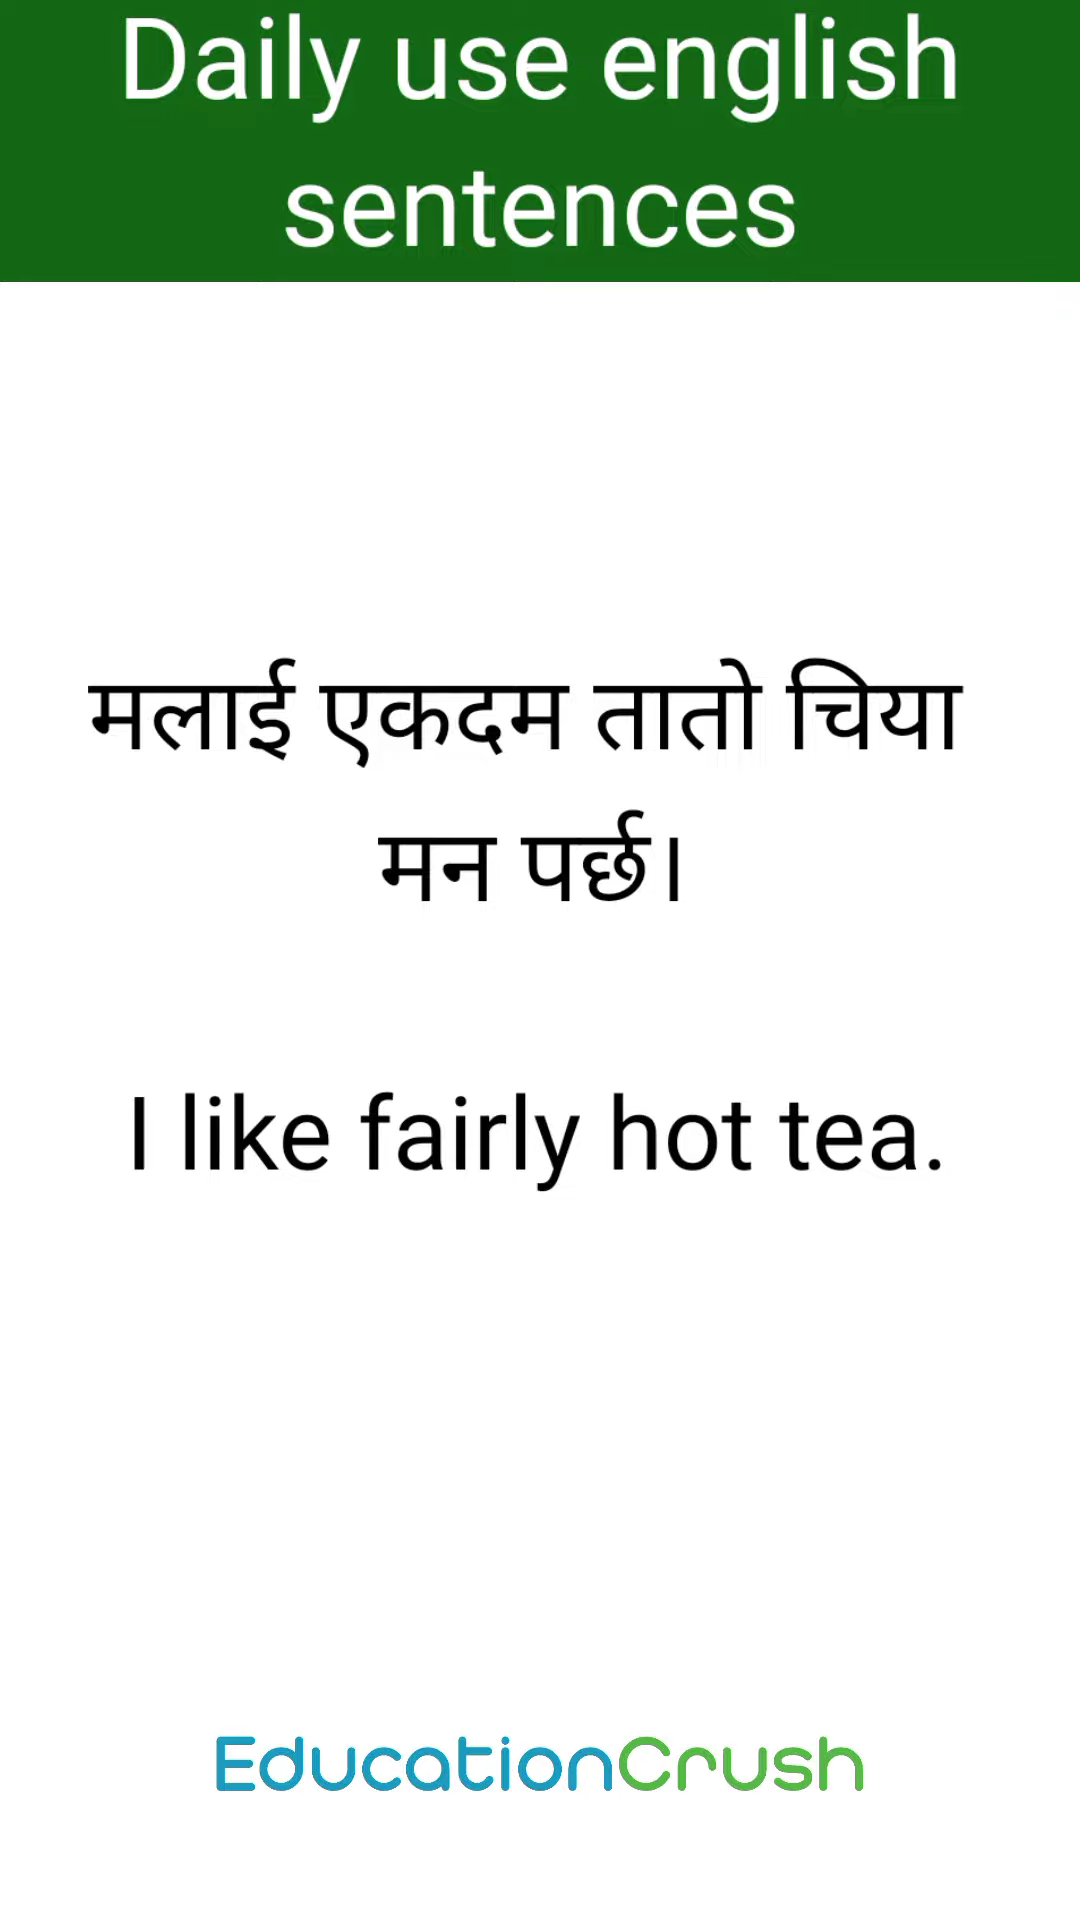 Daily use english
sentences
मलाई एकदम तातो चिया
मन पर्छ।
I like fairly hot tea.
EducationCrush